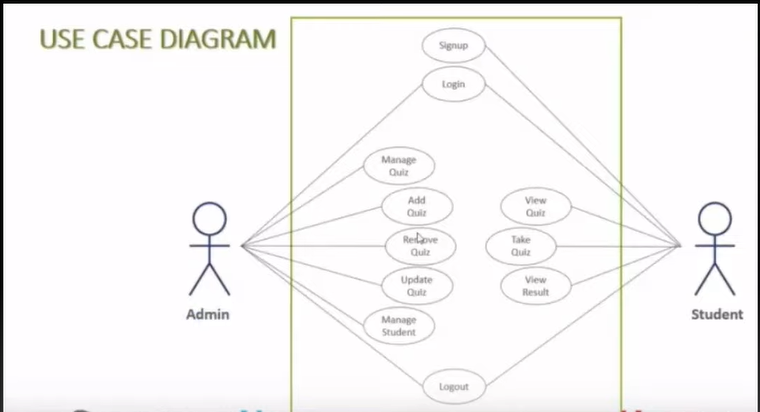 USE CASE DIAGRAM
Signup
Login
Manage
Quiz
Add
Quiz
View
Quiz
Remove
Quiz
Take
Quiz
Update
Quiz
View
Result
Manage
Student
Admin
Student
Logout